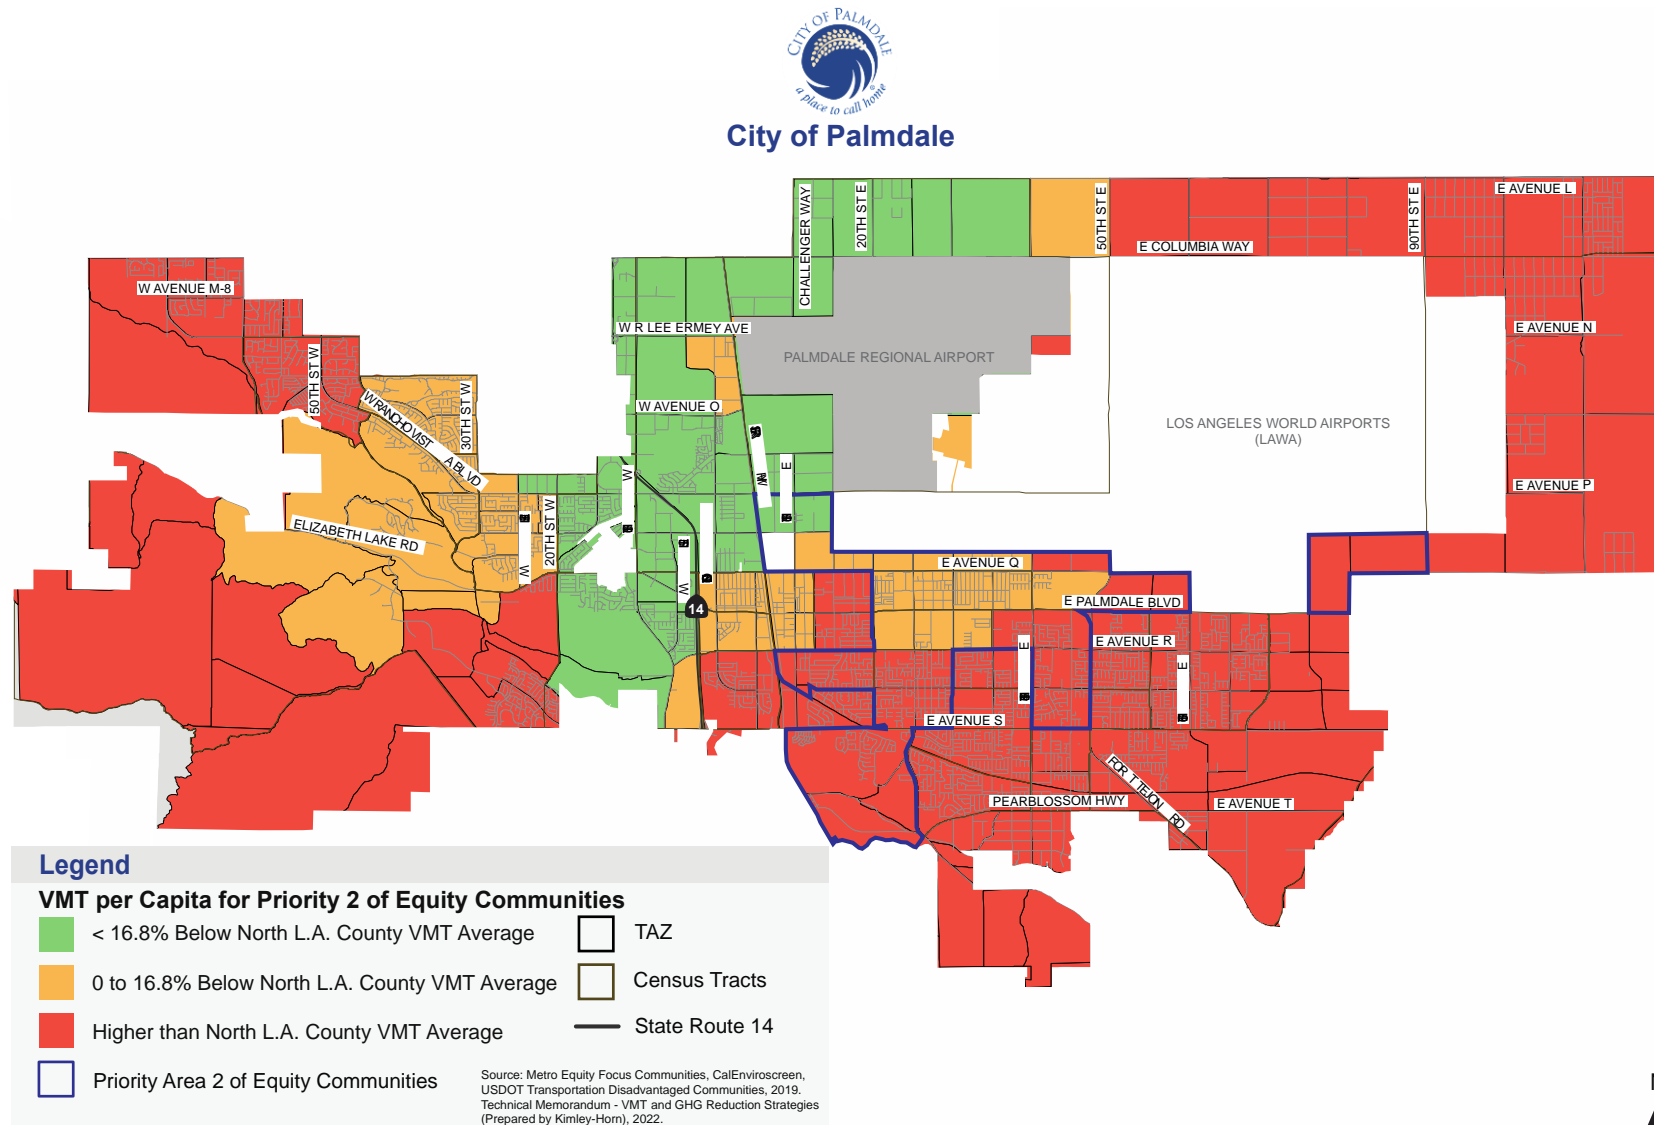 CITY OF PALMDALE
a place to call home
City of Palmdale
E AVENUE L
CHALLENGER WAY
20TH ST E
50TH ST E
90TH ST E
E COLUMBIA WAY
W AVENUE M-8
W R LEE ERMEY AVE
E AVENUE N
PALMDALE REGIONAL AIRPORT
50TH ST W
W RANCHO VISTA BLVD
30TH ST W
W AVENUE O
LOS ANGELES WORLD AIRPORTS
(LAWA)
E AVENUE P
ELIZABETH LAKE RD
20TH ST W
W
W
W
E
E AVENUE Q
14
E PALMDALE BLVD
E AVENUE R
E
E
E AVENUE S
FORT TEJON RD
PEARBLOSSOM HWY
E AVENUE T
Legend
VMT per Capita for Priority 2 of Equity Communities
< 16.8% Below North L.A. County VMT Average
0 to 16.8% Below North L.A. County VMT Average
Higher than North L.A. County VMT Average
Priority Area 2 of Equity Communities
TAZ
Census Tracts
State Route 14
Source: Metro Equity Focus Communities, CalEnviroscreen,
USDOT Transportation Disadvantaged Communities, 2019.
Technical Memorandum - VMT and GHG Reduction Strategies
(Prepared by Kimley-Horn), 2022.